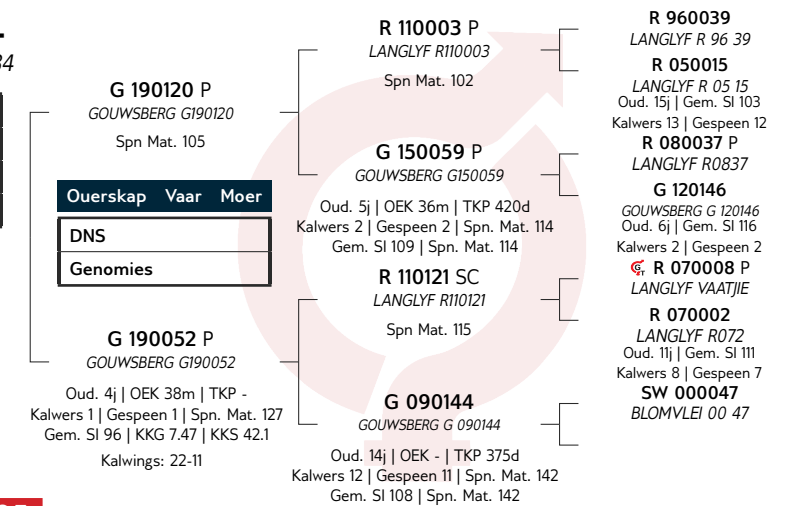 34
G 190120 P
GOUWSBERG G190120
Spn Mat. 105
Ouerskap Vaar Moer
DNS
Genomies
G 190052 P
GOUWSBERG G190052
Oud. 4j | OEK 38m | TKP -
Kalwers 1 | Gespeen 1 | Spn. Mat. 127
Gem. SI 96 | KKG 7.47 | KKS 42.1
Kalwings: 22-11
R 110003 P
LANGLYF R110003
Spn Mat. 102
G 150059 P
GOUWSBERG G150059
Oud. 5j | OEK 36m | TKP 420d
Kalwers 2 | Gespeen 2 | Spn. Mat. 114
Gem. SI 109 | Spn. Mat. 114
R 110121 SC
LANGLYF R110121
Spn Mat. 115
G 090144
GOUWSBERG G 090144
Oud. 14j | OEK - | TKP 375d
Kalwers 12 | Gespeen 11 | Spn. Mat. 142
Gem. SI 108 | Spn. Mat. 142
R 960039
LANGLYF R 96 39
R 050015
LANGLYF R 05 15
Oud. 15j | Gem. SI 103
Kalwers 13 | Gespeen 12
R 080037 P
LANGLYF R0837
G 120146
GOUWSBERG G 120146
Oud. 6j | Gem. SI 116
Kalwers 2 | Gespeen 2
R 070008 P
LANGLYF VAATJIE
R 070002
LANGLYF R072
Oud. 11j | Gem. SI 111
Kalwers 8 | Gespeen 7
SW 000047
BLOMVLEI 00 47